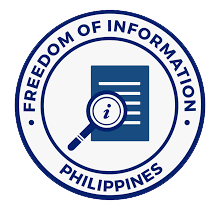 • FREEDOM OF INFORMATION •
i
PHILIPPINES